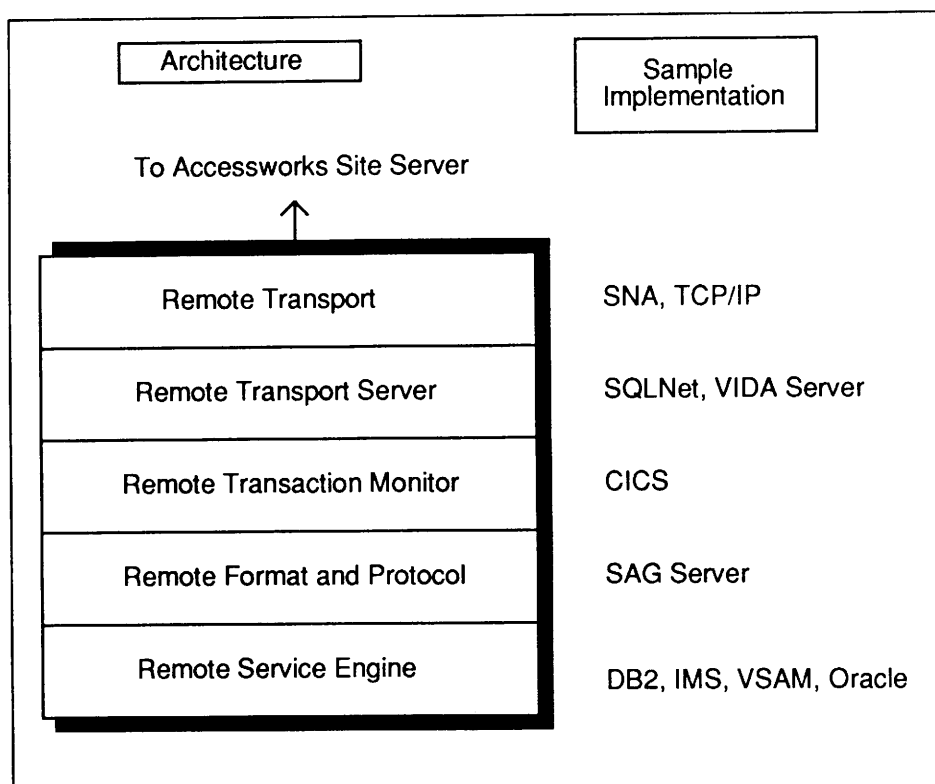 Architecture
Sample
Implementation
To Accessworks Site Server
Remote Transport
SNA, TCP/IP
Remote Transport Server
SQLNet, VIDA Server
Remote Transaction Monitor
CICS
Remote Format and Protocol
SAG Server
Remote Service Engine
DB2, IMS, VSAM, Oracle